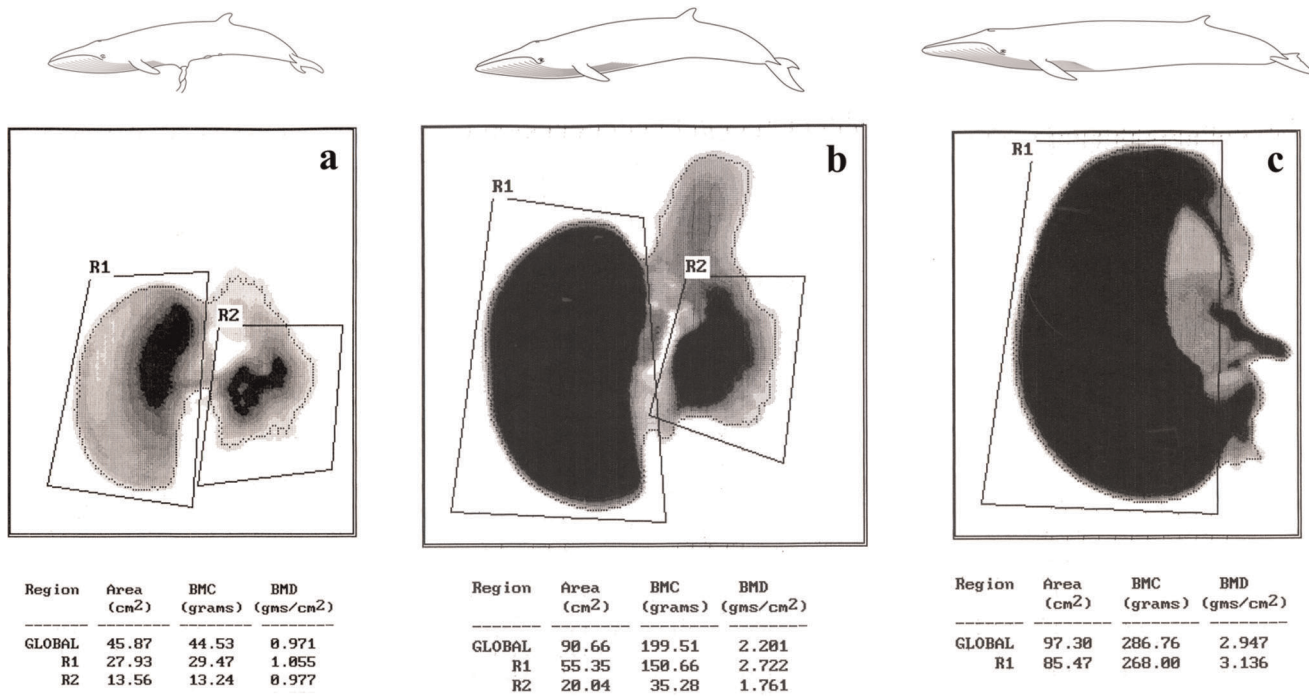 a
R1
R2
b
R1
R2
c
R1
Region Area BMC BMD
(cm2) (grams) (gms/cm2)
GLOBAL 45.87 44.53 0.971
R1 27.93 29.47 1.055
R2 13.56 13.24 0.977
Region Area BMC BMD
(cm2) (grams) (gms/cm2)
GLOBAL 90.66 199.51 2.201
R1 55.35 150.66 2.722
R2 20.04 35.28 1.761
Region Area BMC BMD
(cm2) (grams) (gms/cm2)
GLOBAL 97.30 286.76 2.947
R1 85.47 268.00 3.136